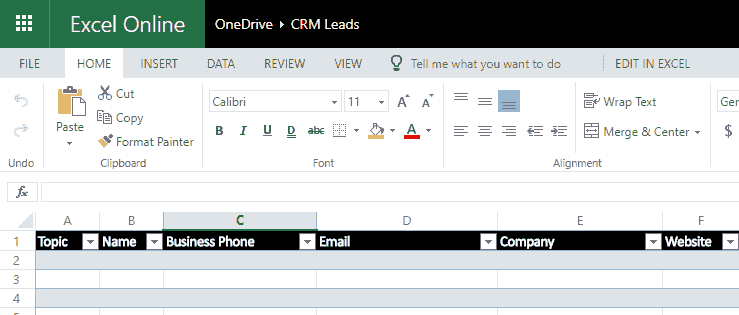 Excel Online OneDrive ▸ CRM Leads
FILE HOME INSERT DATA REVIEW VIEW Tell me what you want to do EDIT IN EXCEL
Cut
Copy
Format Painter
Paste
Calibri 11 A A
B I U D abc A
Wrap Text
Merge & Center
Gen
$
Undo Clipboard Font Alignment
fx
A B C D E F
1 Topic Name Business Phone Email Company Website
2
3
4